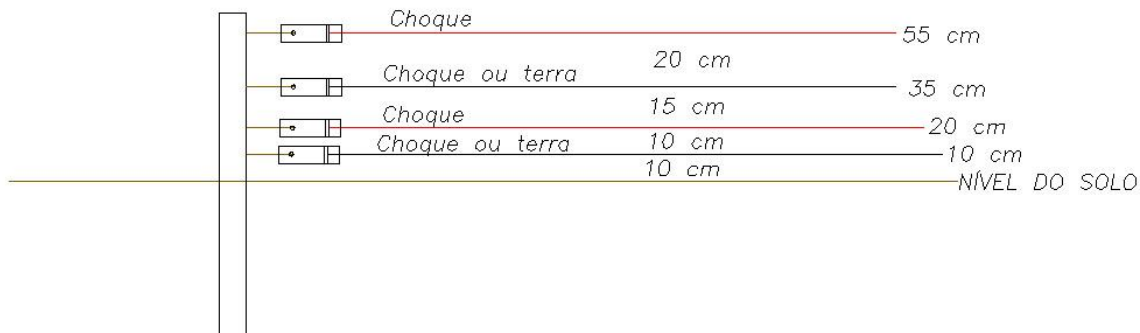 Choque
55 cm
20 cm
Choque ou terra
35 cm
15 cm
Choque
20 cm
10 cm
Choque ou terra
10 cm
10 cm
NÍVEL DO SOLO